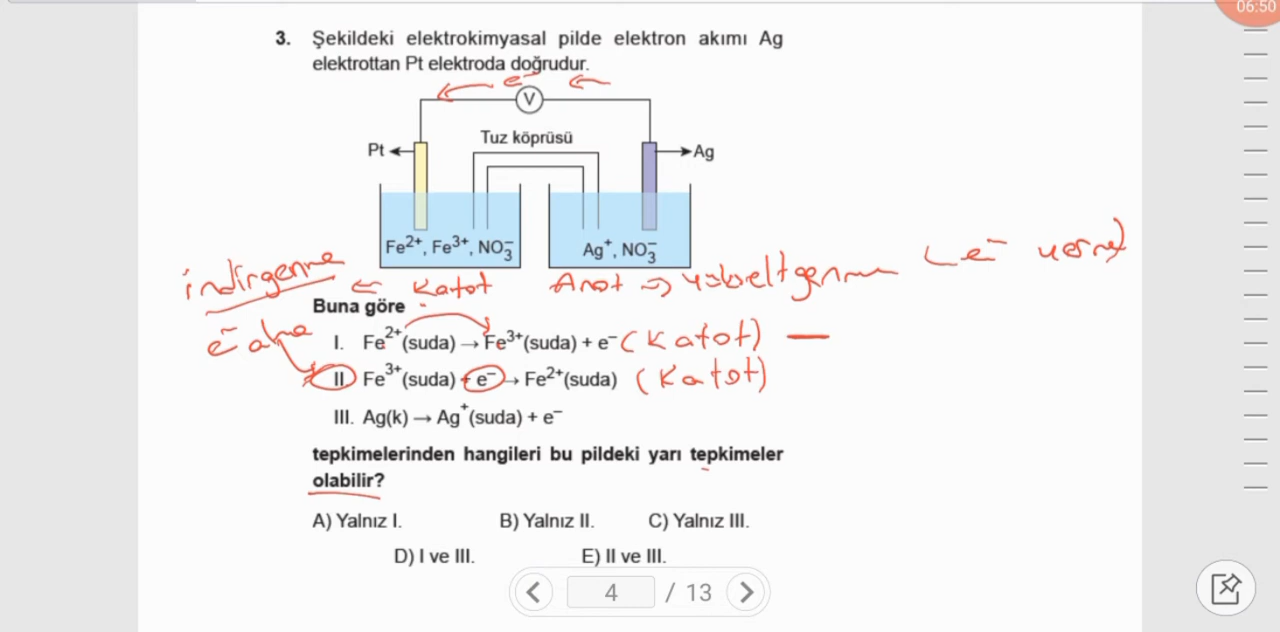 06:50
3. Şekildeki elektrokimyasal pilde elektron akımı Ag
elektrottan Pt elektroda doğrudur.
e⁻
V
Tuz köprüsü
Pt
Ag
Fe²⁺, Fe³⁺, NO₃⁻
Ag⁺, NO₃⁻
indirgenme ← Katot
Anot ⇒ yükseltgenme
(e⁻ verme)
Buna göre
e⁻ alma
I. Fe²⁺(suda) → Fe³⁺(suda) + e⁻ (Katot) —
II Fe³⁺(suda) + e⁻ → Fe²⁺(suda) (Katot)
III. Ag(k) → Ag⁺(suda) + e⁻
tepkimelerinden hangileri bu pildeki yarı tepkimeler
olabilir?
A) Yalnız I. B) Yalnız II. C) Yalnız III.
D) I ve III. E) II ve III.
4 / 13